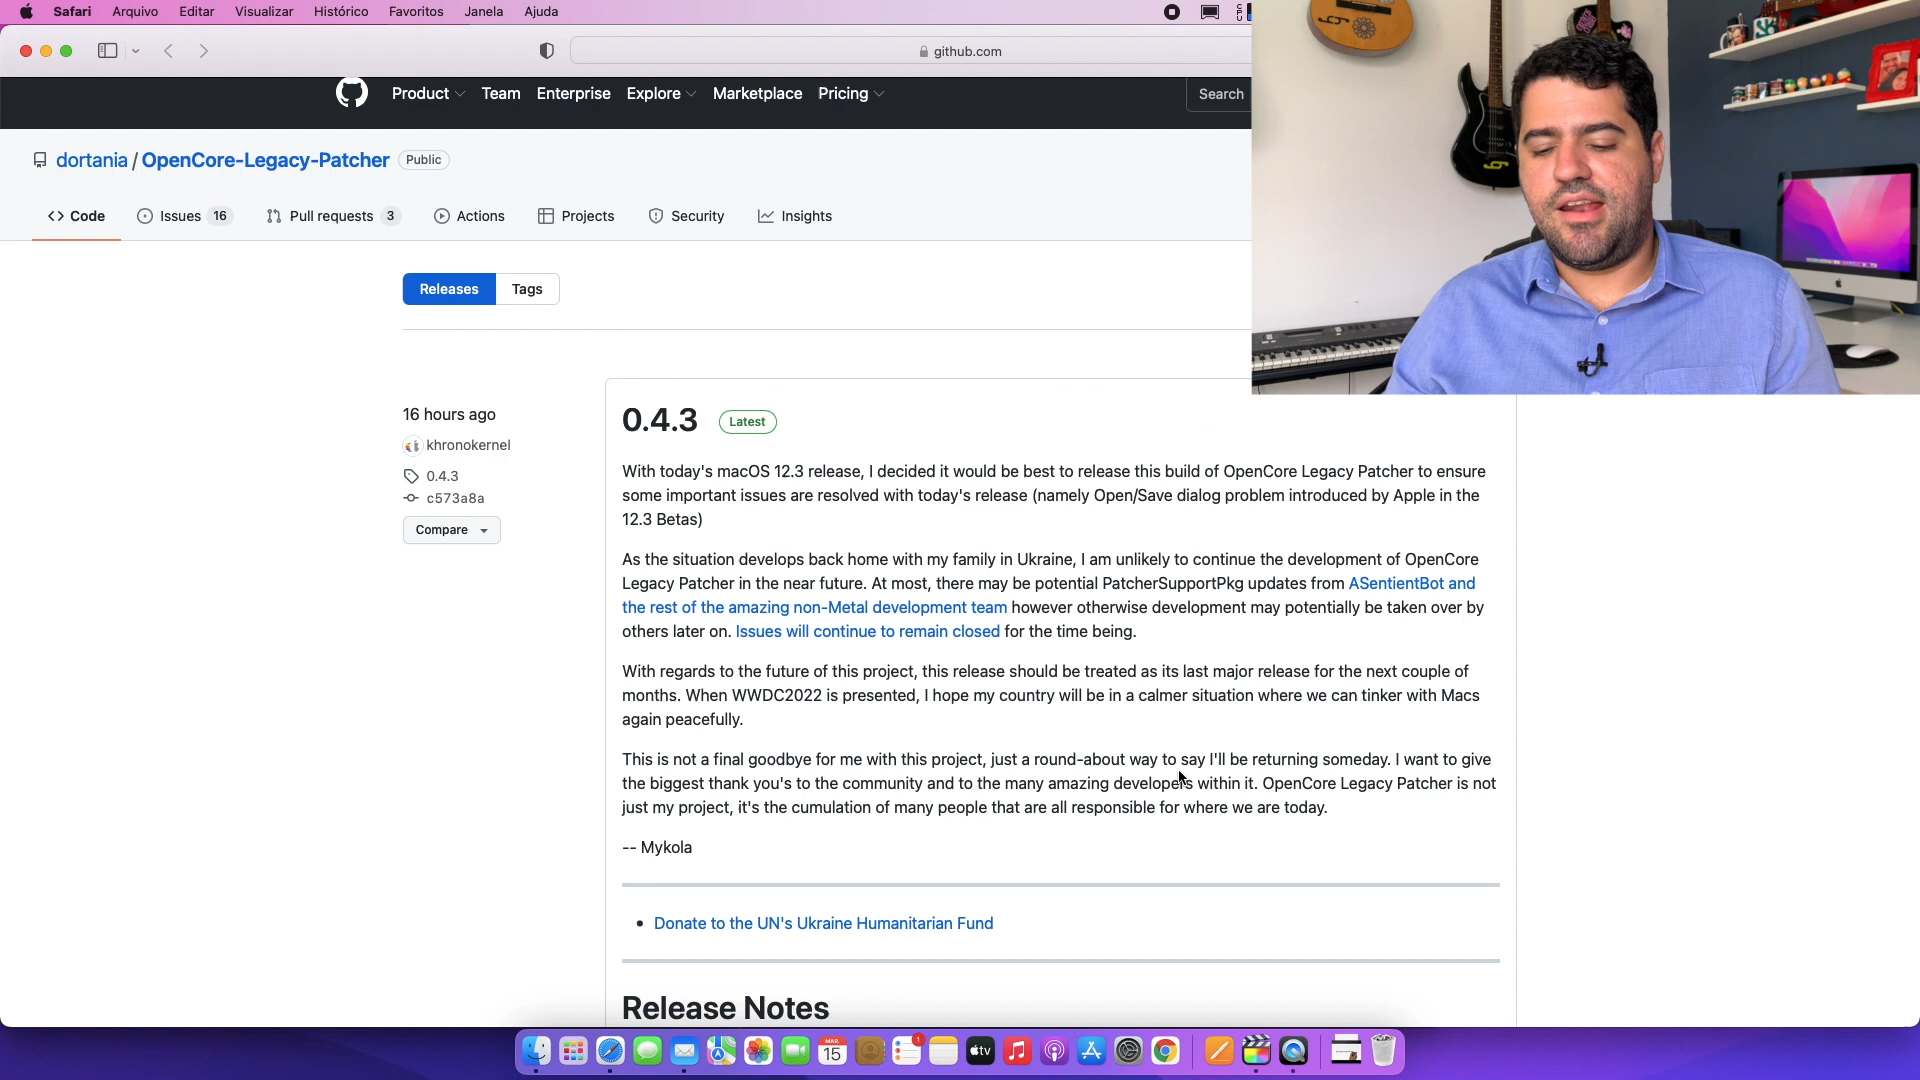 Safari Arquivo Editar Visualizar Histórico Favoritos Janela Ajuda
github.com
Product Team Enterprise Explore Marketplace Pricing
Search
dortania / OpenCore-Legacy-Patcher Public
Code Issues 16 Pull requests 3 Actions Projects Security Insights
Releases Tags
16 hours ago
khronokernel
0.4.3
c573a8a
Compare
0.4.3 Latest
With today's macOS 12.3 release, I decided it would be best to release this build of OpenCore Legacy Patcher to ensure
some important issues are resolved with today's release (namely Open/Save dialog problem introduced by Apple in the
12.3 Betas)
As the situation develops back home with my family in Ukraine, I am unlikely to continue the development of OpenCore
Legacy Patcher in the near future. At most, there may be potential PatcherSupportPkg updates from ASentientBot and
the rest of the amazing non-Metal development team however otherwise development may potentially be taken over by
others later on. Issues will continue to remain closed for the time being.
With regards to the future of this project, this release should be treated as its last major release for the next couple of
months. When WWDC2022 is presented, I hope my country will be in a calmer situation where we can tinker with Macs
again peacefully.
This is not a final goodbye for me with this project, just a round-about way to say I'll be returning someday. I want to give
the biggest thank you's to the community and to the many amazing developers within it. OpenCore Legacy Patcher is not
just my project, it's the cumulation of many people that are all responsible for where we are today.
-- Mykola
Donate to the UN's Ukraine Humanitarian Fund
Release Notes
MAR.
15
1
tv